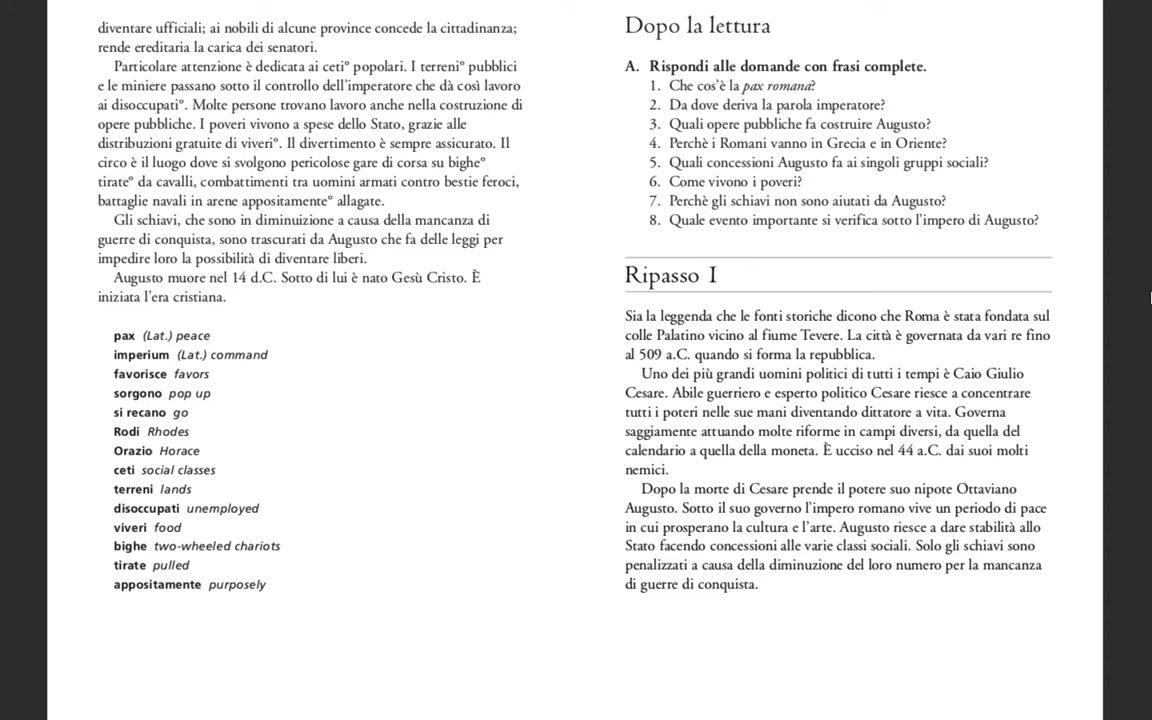 diventare ufficiali; ai nobili di alcune province concede la cittadinanza;
rende ereditaria la carica dei senatori.
Particolare attenzione è dedicata ai ceti° popolari. I terreni° pubblici
e le miniere passano sotto il controllo dell'imperatore che dà così lavoro
ai disoccupati°. Molte persone trovano lavoro anche nella costruzione di
opere pubbliche. I poveri vivono a spese dello Stato, grazie alle
distribuzioni gratuite di viveri°. Il divertimento è sempre assicurato. Il
circo è il luogo dove si svolgono pericolose gare di corsa su bighe°
tirate° da cavalli, combattimenti tra uomini armati contro bestie feroci,
battaglie navali in arene appositamente° allagate.
Gli schiavi, che sono in diminuizione a causa della mancanza di
guerre di conquista, sono trascurati da Augusto che fa delle leggi per
impedire loro la possibilità di diventare liberi.
Augusto muore nel 14 d.C. Sotto di lui è nato Gesù Cristo. È
iniziata l'era cristiana.
pax (Lat.) peace
imperium (Lat.) command
favorisce favors
sorgono pop up
si recano go
Rodi Rhodes
Orazio Horace
ceti social classes
terreni lands
disoccupati unemployed
viveri food
bighe two-wheeled chariots
tirate pulled
appositamente purposely
Dopo la lettura
A. Rispondi alle domande con frasi complete.
1. Che cos'è la pax romana?
2. Da dove deriva la parola imperatore?
3. Quali opere pubbliche fa costruire Augusto?
4. Perchè i Romani vanno in Grecia e in Oriente?
5. Quali concessioni Augusto fa ai singoli gruppi sociali?
6. Come vivono i poveri?
7. Perchè gli schiavi non sono aiutati da Augusto?
8. Quale evento importante si verifica sotto l'impero di Augusto?
Ripasso I
Sia la leggenda che le fonti storiche dicono che Roma è stata fondata sul
colle Palatino vicino al fiume Tevere. La città è governata da vari re fino
al 509 a.C. quando si forma la repubblica.
Uno dei più grandi uomini politici di tutti i tempi è Caio Giulio
Cesare. Abile guerriero e esperto politico Cesare riesce a concentrare
tutti i poteri nelle sue mani diventando dittatore a vita. Governa
saggiamente attuando molte riforme in campi diversi, da quella del
calendario a quella della moneta. È ucciso nel 44 a.C. dai suoi molti
nemici.
Dopo la morte di Cesare prende il potere suo nipote Ottaviano
Augusto. Sotto il suo governo l'impero romano vive un periodo di pace
in cui prosperano la cultura e l'arte. Augusto riesce a dare stabilità allo
Stato facendo concessioni alle varie classi sociali. Solo gli schiavi sono
penalizzati a causa della diminuzione del loro numero per la mancanza
di guerre di conquista.